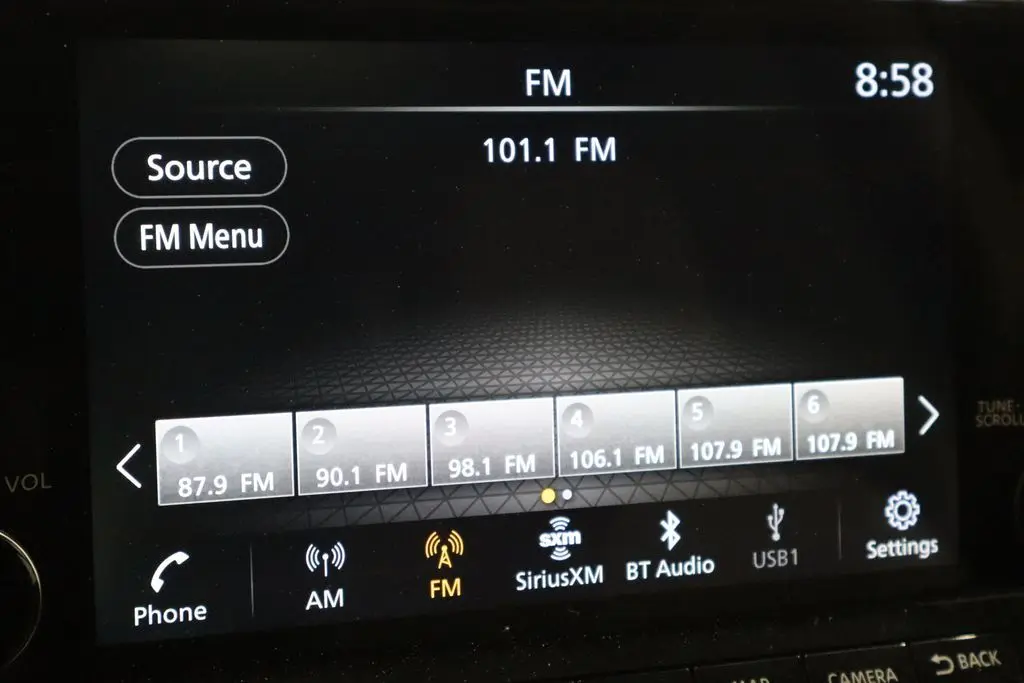 FM
8:58
101.1 FM
Source
FM Menu
1
87.9 FM
2
90.1 FM
3
98.1 FM
4
106.1 FM
5
107.9 FM
6
107.9 FM
TUNE·
SCROLL
VOL
Phone
AM
FM
sxm
SiriusXM
BT Audio
USB1
Settings
CAMERA
BACK